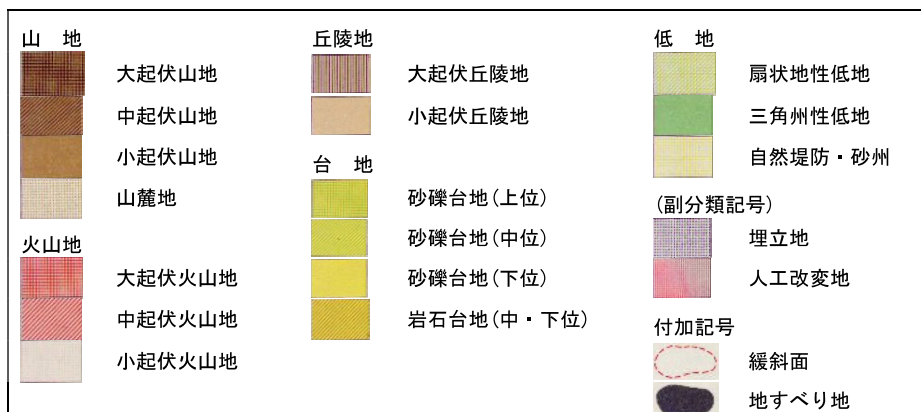 山　地
大起伏山地
中起伏山地
小起伏山地
山麓地
火山地
大起伏火山地
中起伏火山地
小起伏火山地
丘陵地
大起伏丘陵地
小起伏丘陵地
台　地
砂礫台地(上位)
砂礫台地(中位)
砂礫台地(下位)
岩石台地(中・下位)
低　地
扇状地性低地
三角州性低地
自然堤防・砂州
(副分類記号)
埋立地
人工改変地
付加記号
緩斜面
地すべり地